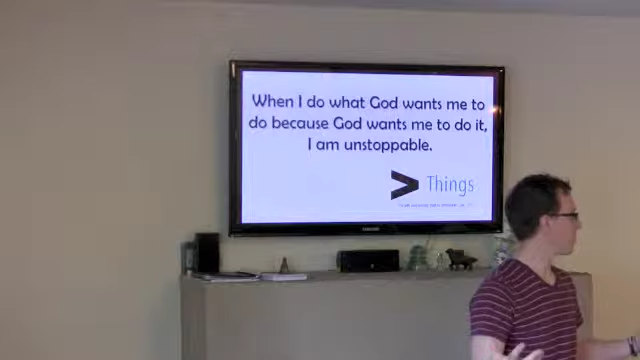 When I do what God wants me to
do because God wants me to do it,
I am unstoppable.
> Things